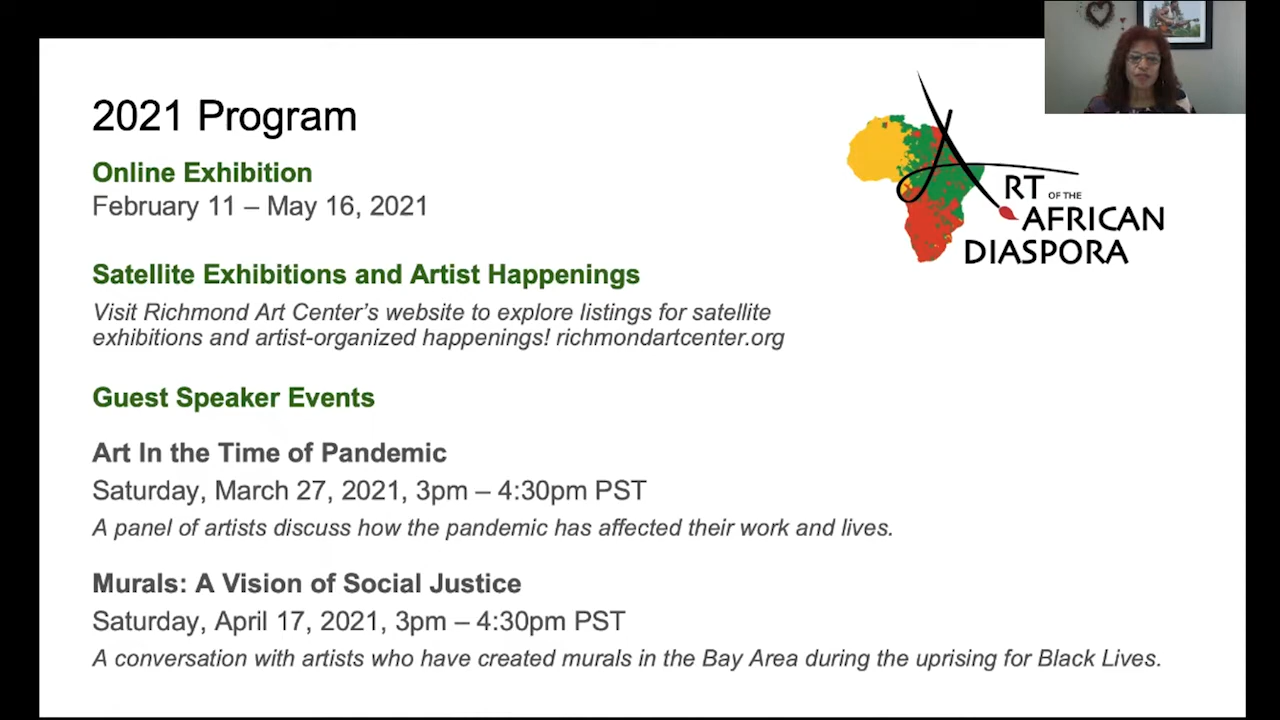 2021 Program
Online Exhibition
February 11 – May 16, 2021
Satellite Exhibitions and Artist Happenings
Visit Richmond Art Center’s website to explore listings for satellite
exhibitions and artist-organized happenings! richmondartcenter.org
Guest Speaker Events
Art In the Time of Pandemic
Saturday, March 27, 2021, 3pm – 4:30pm PST
A panel of artists discuss how the pandemic has affected their work and lives.
Murals: A Vision of Social Justice
Saturday, April 17, 2021, 3pm – 4:30pm PST
A conversation with artists who have created murals in the Bay Area during the uprising for Black Lives.
ART OF THE
AFRICAN
DIASPORA